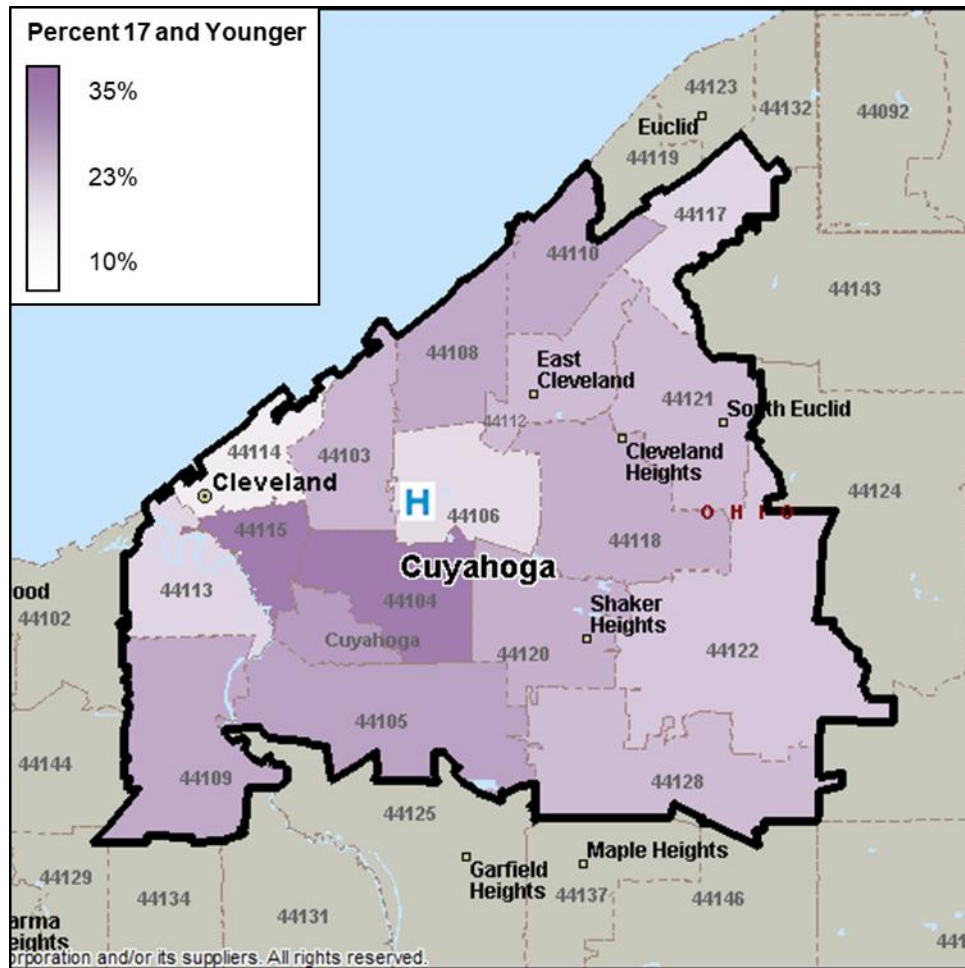 Percent 17 and Younger
35%
23%
10%
44123
44132
44092
Euclid
44119
44117
44110
44143
44108
East
Cleveland
44121
South Euclid
44112
44114
44103
Cleveland
Heights
Cleveland
44124
OHIO
H
44106
44115
44118
Cuyahoga
44113
44104
Shaker
Heights
ood
44102
Cuyahoga
44120
44122
44105
44144
44109
44128
44125
Maple Heights
Garfield
Heights
44129
44134
44131
44137
44146
arma
eights
441
orporation and/or its suppliers. All rights reserved.